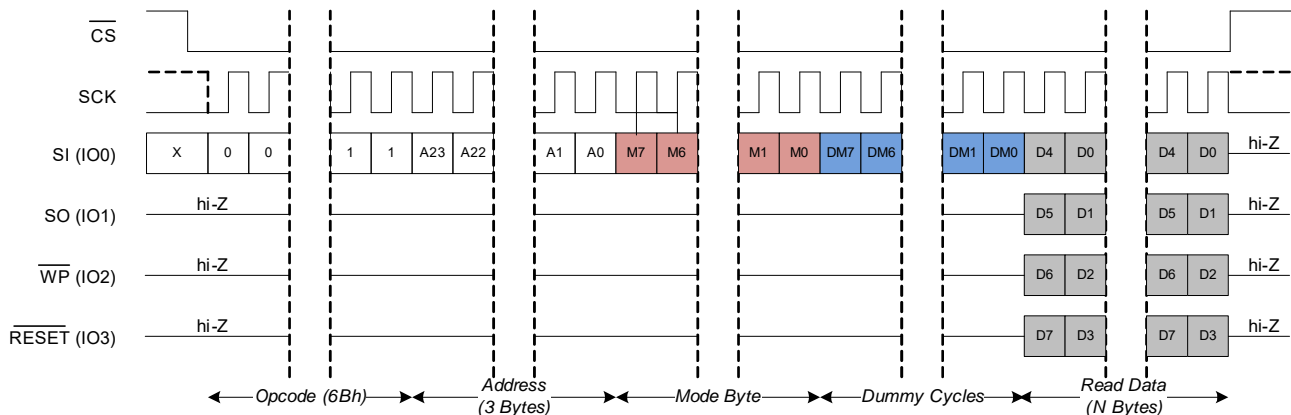 CS
SCK
SI (IO0) X 0 0 1 1 A23 A22 A1 A0 M7 M6 M1 M0 DM7 DM6 DM1 DM0 D4 D0 D4 D0 hi-Z
SO (IO1) hi-Z D5 D1 D5 D1 hi-Z
WP (IO2) hi-Z D6 D2 D6 D2 hi-Z
RESET (IO3) hi-Z D7 D3 D7 D3 hi-Z
Opcode (6Bh) Address (3 Bytes) Mode Byte Dummy Cycles Read Data (N Bytes)